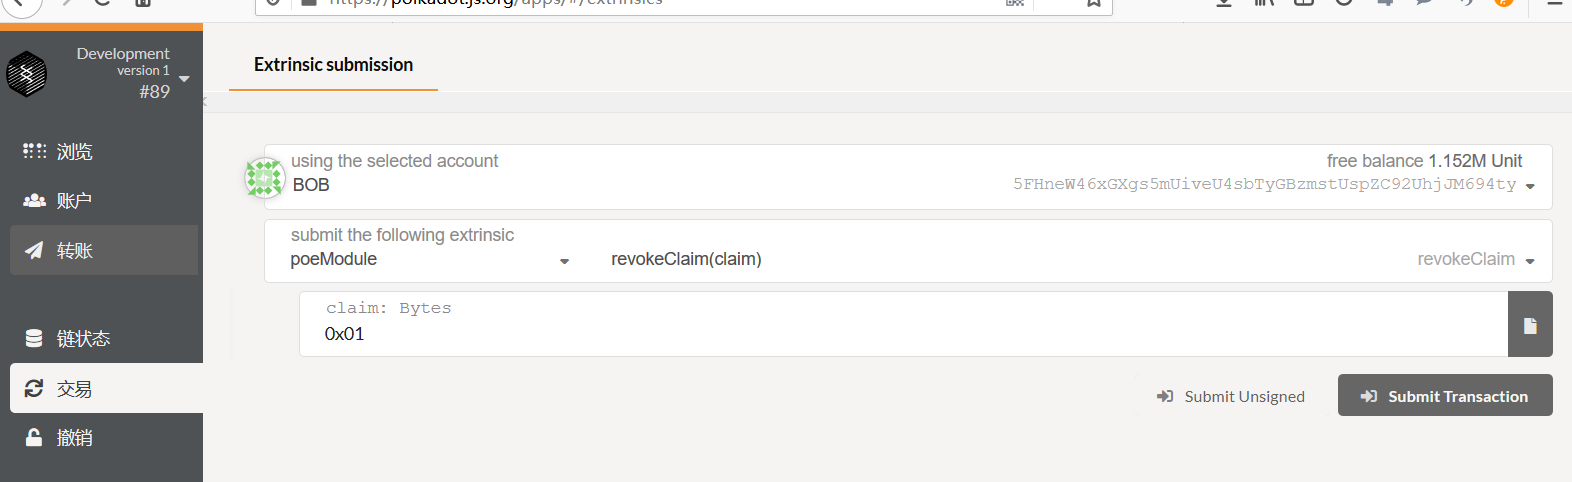 https://polkadot.js.org/apps/#/extrinsics
Development
version 1
#89
浏览
账户
转账
链状态
交易
撤销
Extrinsic submission
using the selected account
BOB
free balance 1.152M Unit
5FHneW46xGXgs5mUiveU4sbTyGBzmstUspZC92UhjJM694ty
submit the following extrinsic
poeModule
revokeClaim(claim)
revokeClaim
claim: Bytes
0x01
Submit Unsigned
Submit Transaction